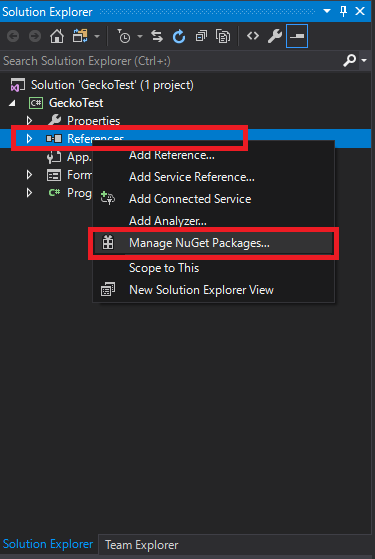 Solution Explorer
Search Solution Explorer (Ctrl+:)
Solution 'GeckoTest' (1 project)
C# GeckoTest
Properties
References
App.
Add Reference...
Form
Add Service Reference...
C# Prog
Add Connected Service
Add Analyzer...
Manage NuGet Packages...
Scope to This
New Solution Explorer View
Solution Explorer Team Explorer